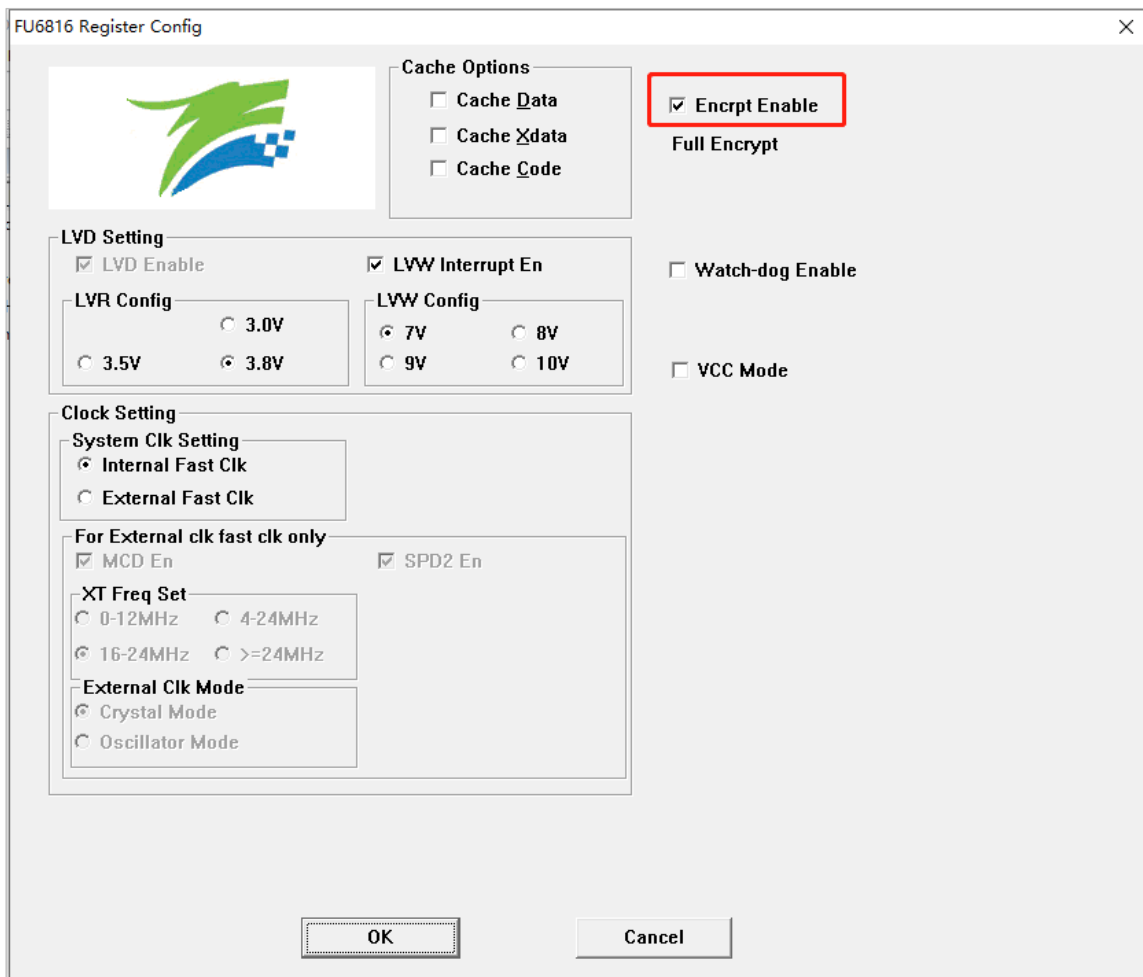 FU6816 Register Config
Cache Options
Cache Data
Cache Xdata
Cache Code
Encrpt Enable
Full Encrypt
LVD Setting
LVD Enable
LVW Interrupt En
Watch-dog Enable
LVR Config
3.0V
3.5V
3.8V
LVW Config
7V
8V
9V
10V
VCC Mode
Clock Setting
System Clk Setting
Internal Fast Clk
External Fast Clk
For External clk fast clk only
MCD En
SPD2 En
XT Freq Set
0-12MHz
4-24MHz
16-24MHz
>=24MHz
External Clk Mode
Crystal Mode
Oscillator Mode
OK
Cancel